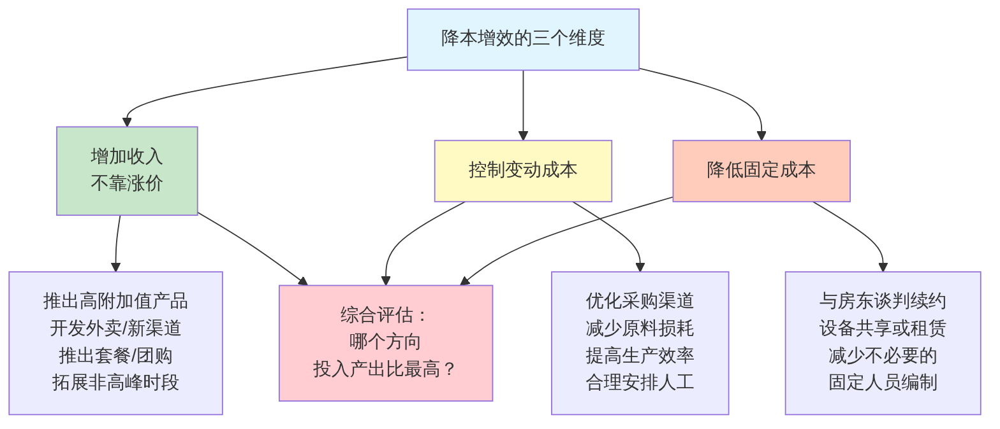 降本增效的三个维度
增加收入
不靠涨价
控制变动成本
降低固定成本
推出高附加值产品
开发外卖/新渠道
推出套餐/团购
拓展非高峰时段
综合评估：
哪个方向
投入产出比最高？
优化采购渠道
减少原料损耗
提高生产效率
合理安排人工
与房东谈判续约
设备共享或租赁
减少不必要的
固定人员编制